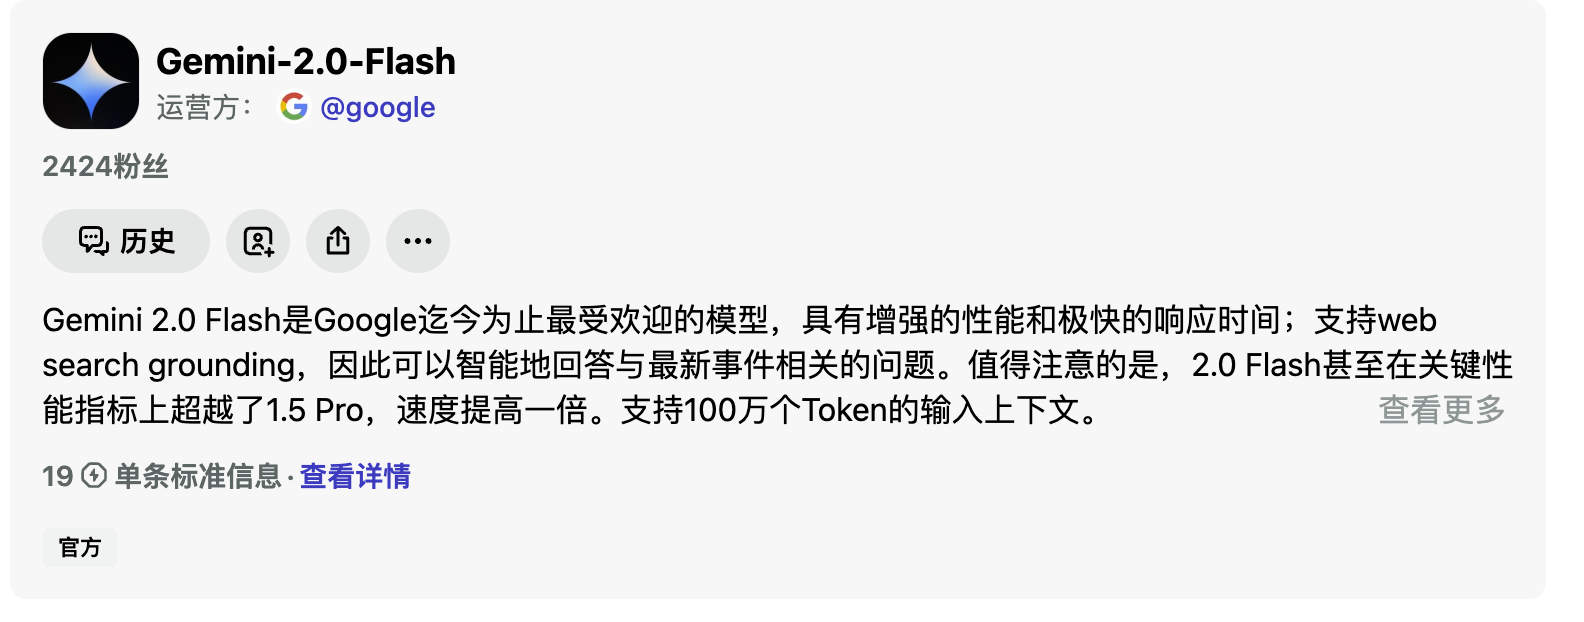 Gemini-2.0-Flash
运营方： @google
2424粉丝
历史
Gemini 2.0 Flash是Google迄今为止最受欢迎的模型，具有增强的性能和极快的响应时间；支持web
search grounding，因此可以智能地回答与最新事件相关的问题。值得注意的是，2.0 Flash甚至在关键性
能指标上超越了1.5 Pro，速度提高一倍。支持100万个Token的输入上下文。 查看更多
19 单条标准信息 · 查看详情
官方